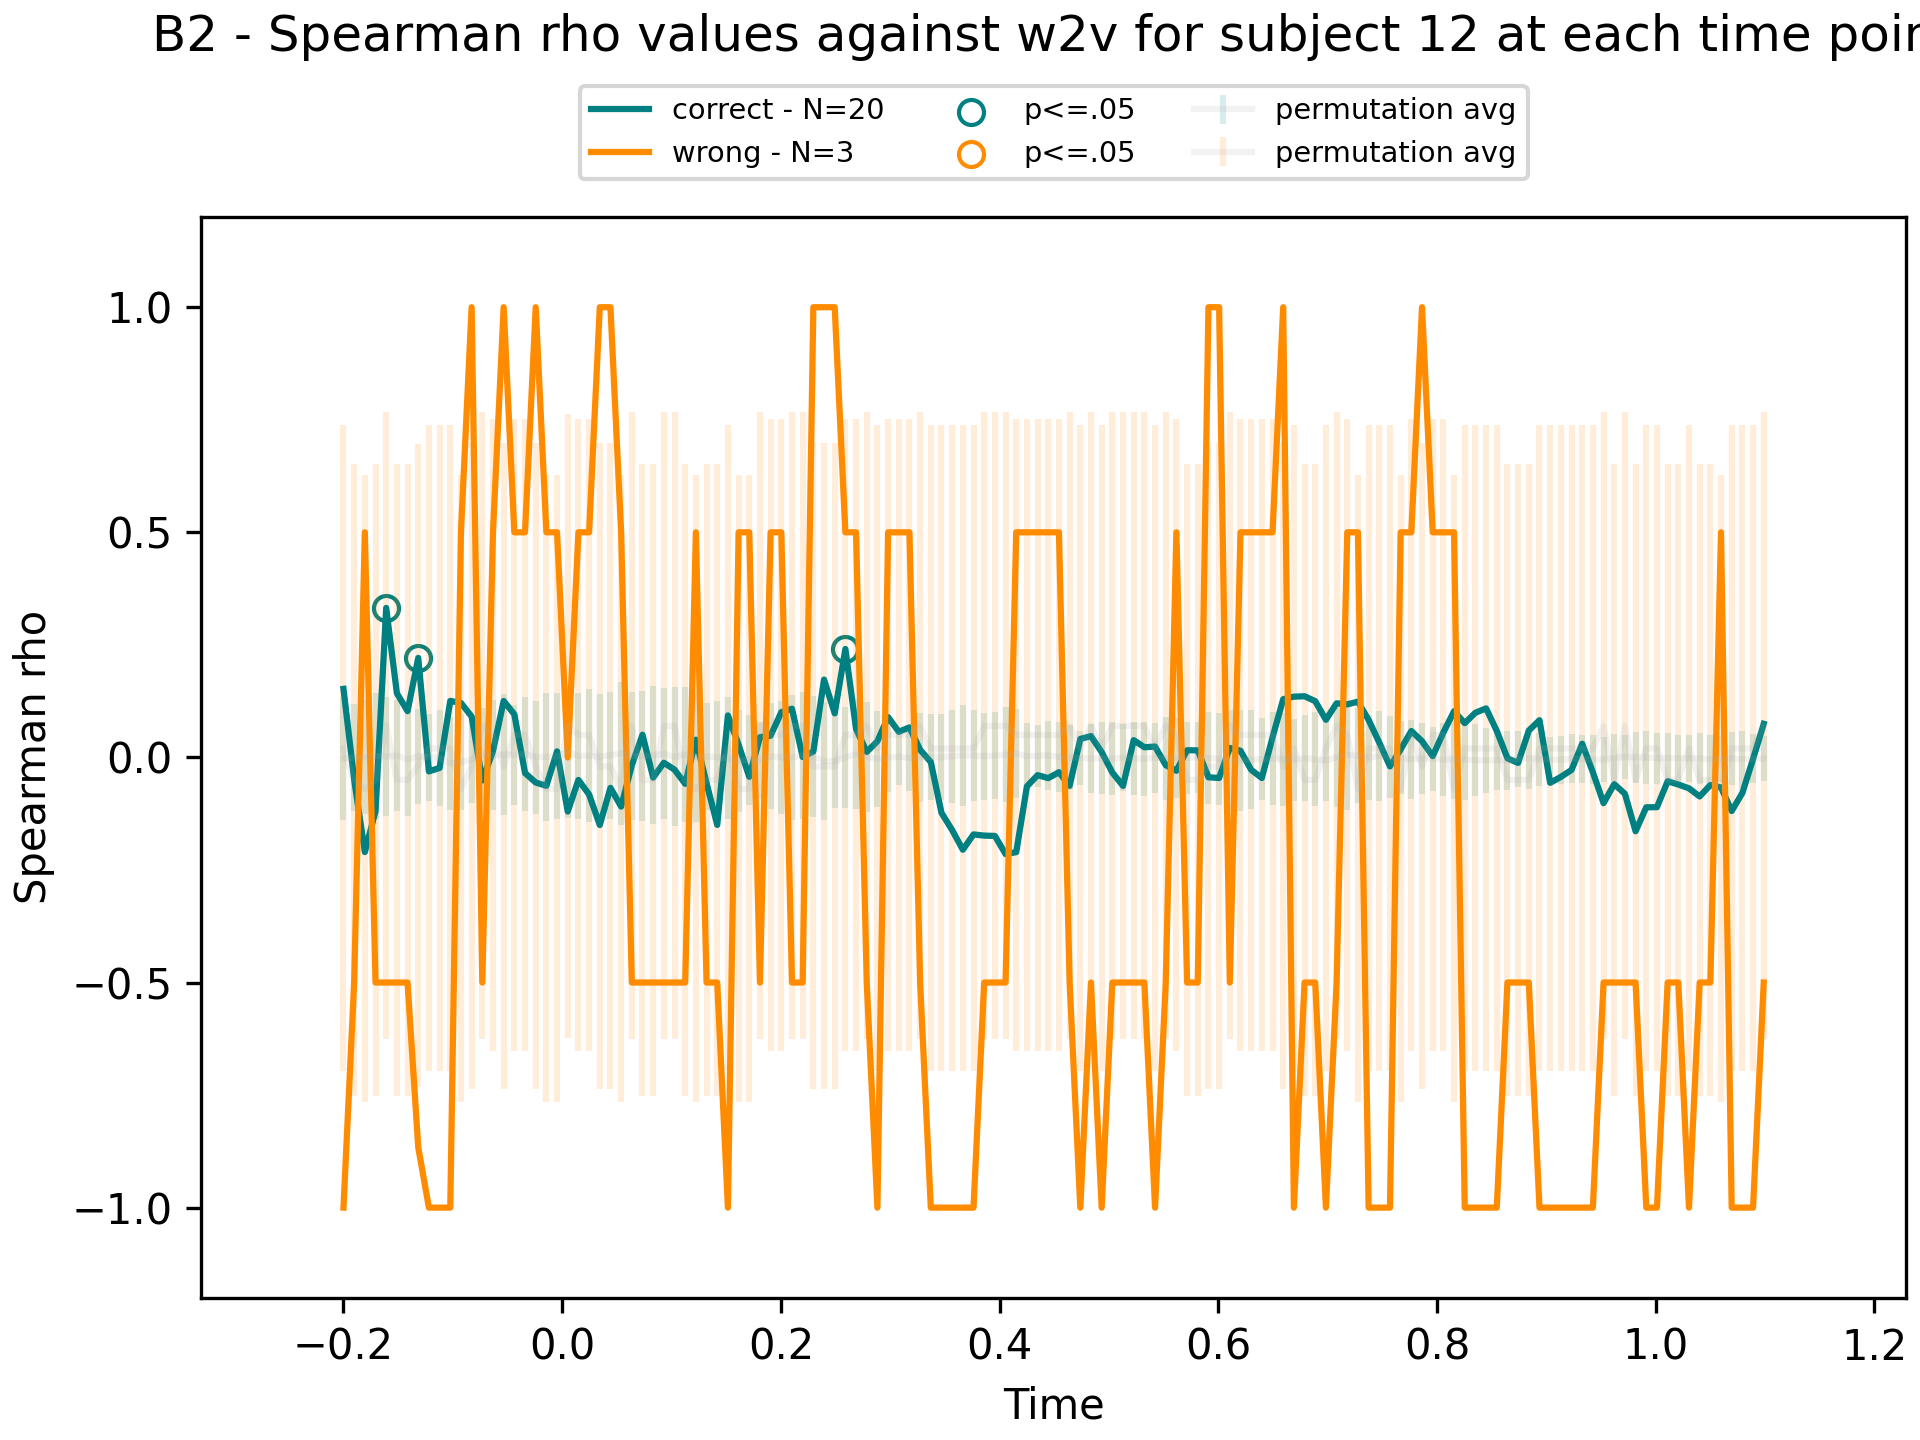 B2 - Spearman rho values against w2v for subject 12 at each time poin
correct - N=20 p<=.05 permutation avg
wrong - N=3 p<=.05 permutation avg
Spearman rho
1.0
0.5
0.0
−0.5
−1.0
−0.2 0.0 0.2 0.4 0.6 0.8 1.0 1.2
Time